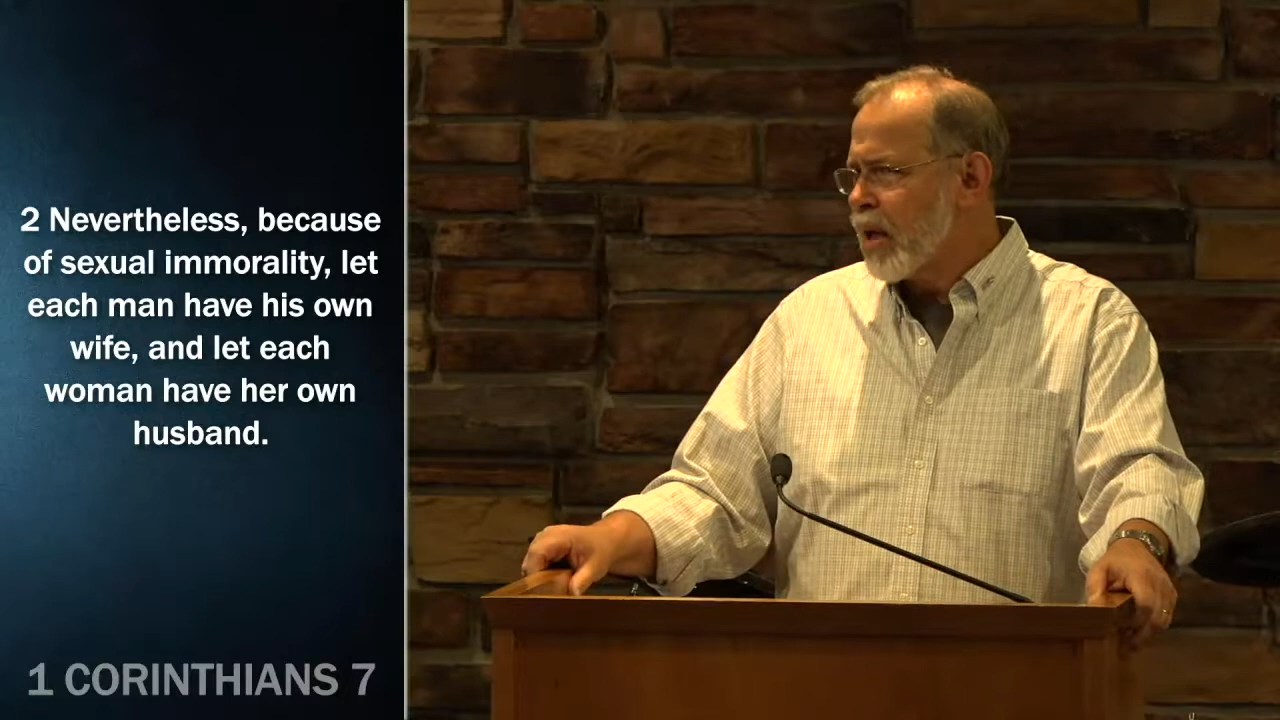 2 Nevertheless, because
of sexual immorality, let
each man have his own
wife, and let each
woman have her own
husband.
1 CORINTHIANS 7